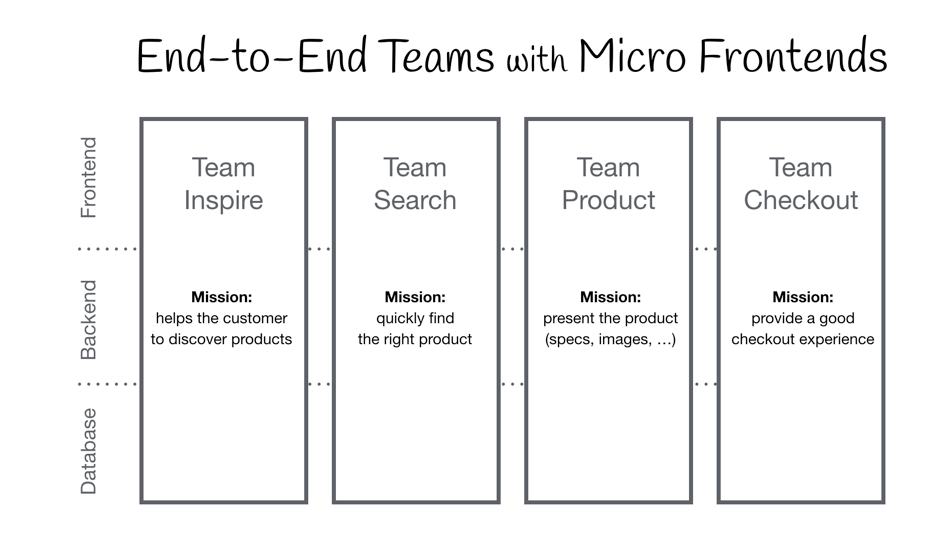 End-to-End Teams with Micro Frontends
Frontend
Team
Inspire
Team
Search
Team
Product
Team
Checkout
Backend
Mission:
helps the customer
to discover products
Mission:
quickly find
the right product
Mission:
present the product
(specs, images, …)
Mission:
provide a good
checkout experience
Database